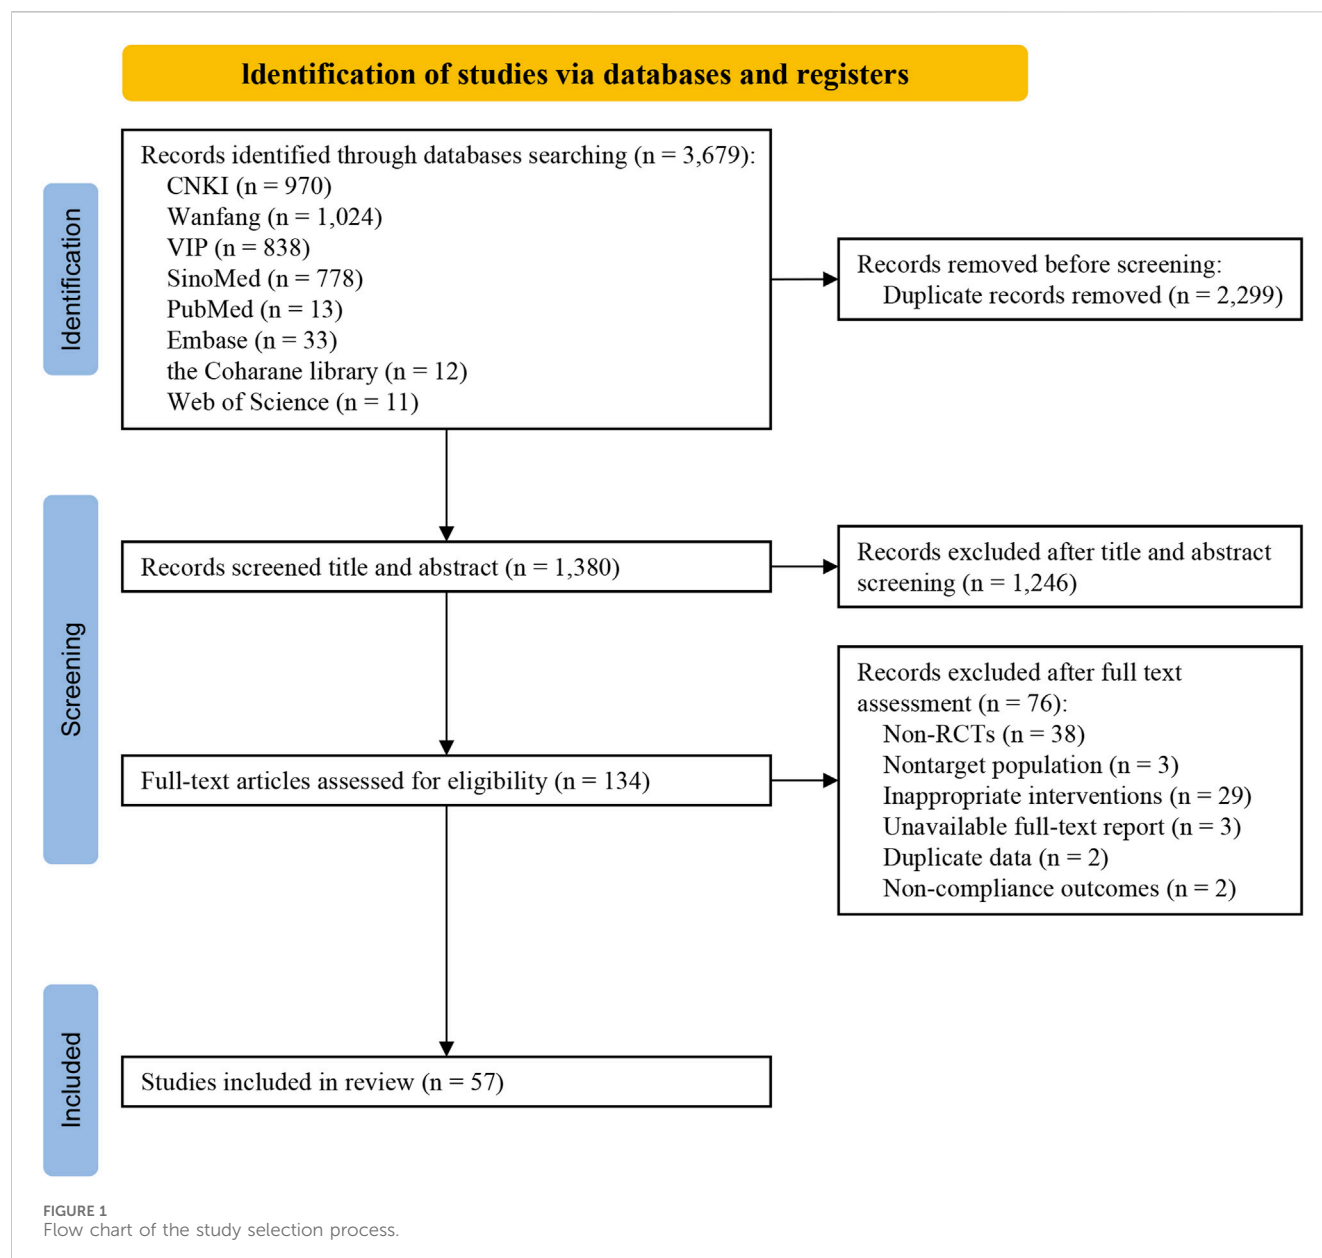 Identification of studies via databases and registers
Identification
Records identified through databases searching (n = 3,679):
CNKI (n = 970)
Wanfang (n = 1,024)
VIP (n = 838)
SinoMed (n = 778)
PubMed (n = 13)
Embase (n = 33)
the Coharane library (n = 12)
Web of Science (n = 11)
Records removed before screening:
Duplicate records removed (n = 2,299)
Screening
Records screened title and abstract (n = 1,380)
Records excluded after title and abstract
screening (n = 1,246)
Full-text articles assessed for eligibility (n = 134)
Records excluded after full text
assessment (n = 76):
Non-RCTs (n = 38)
Nontarget population (n = 3)
Inappropriate interventions (n = 29)
Unavailable full-text report (n = 3)
Duplicate data (n = 2)
Non-compliance outcomes (n = 2)
Included
Studies included in review (n = 57)
FIGURE 1
Flow chart of the study selection process.